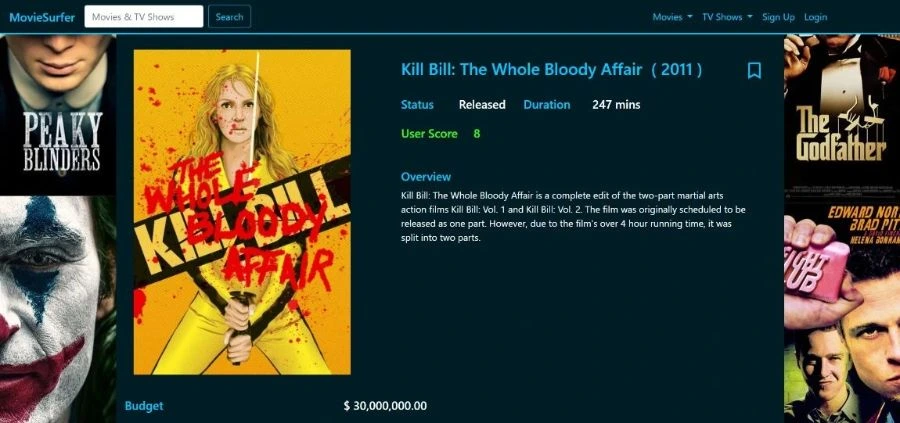 MovieSurfer
Movies & TV Shows
Search
Movies
TV Shows
Sign Up
Login
PEAKY
BLINDERS
THE
WHOLE
BLOODY
AFFAIR
KILL BILL
Kill Bill: The Whole Bloody Affair ( 2011 )
Status Released Duration 247 mins
User Score 8
Overview
Kill Bill: The Whole Bloody Affair is a complete edit of the two-part martial arts
action films Kill Bill: Vol. 1 and Kill Bill: Vol. 2. The film was originally scheduled to be
released as one part. However, due to the film's over 4 hour running time, it was
split into two parts.
Budget $ 30,000,000.00
The
Godfather
EDWARD NOR
BRAD PIT
HELENA BONHAM
IGHT
UB